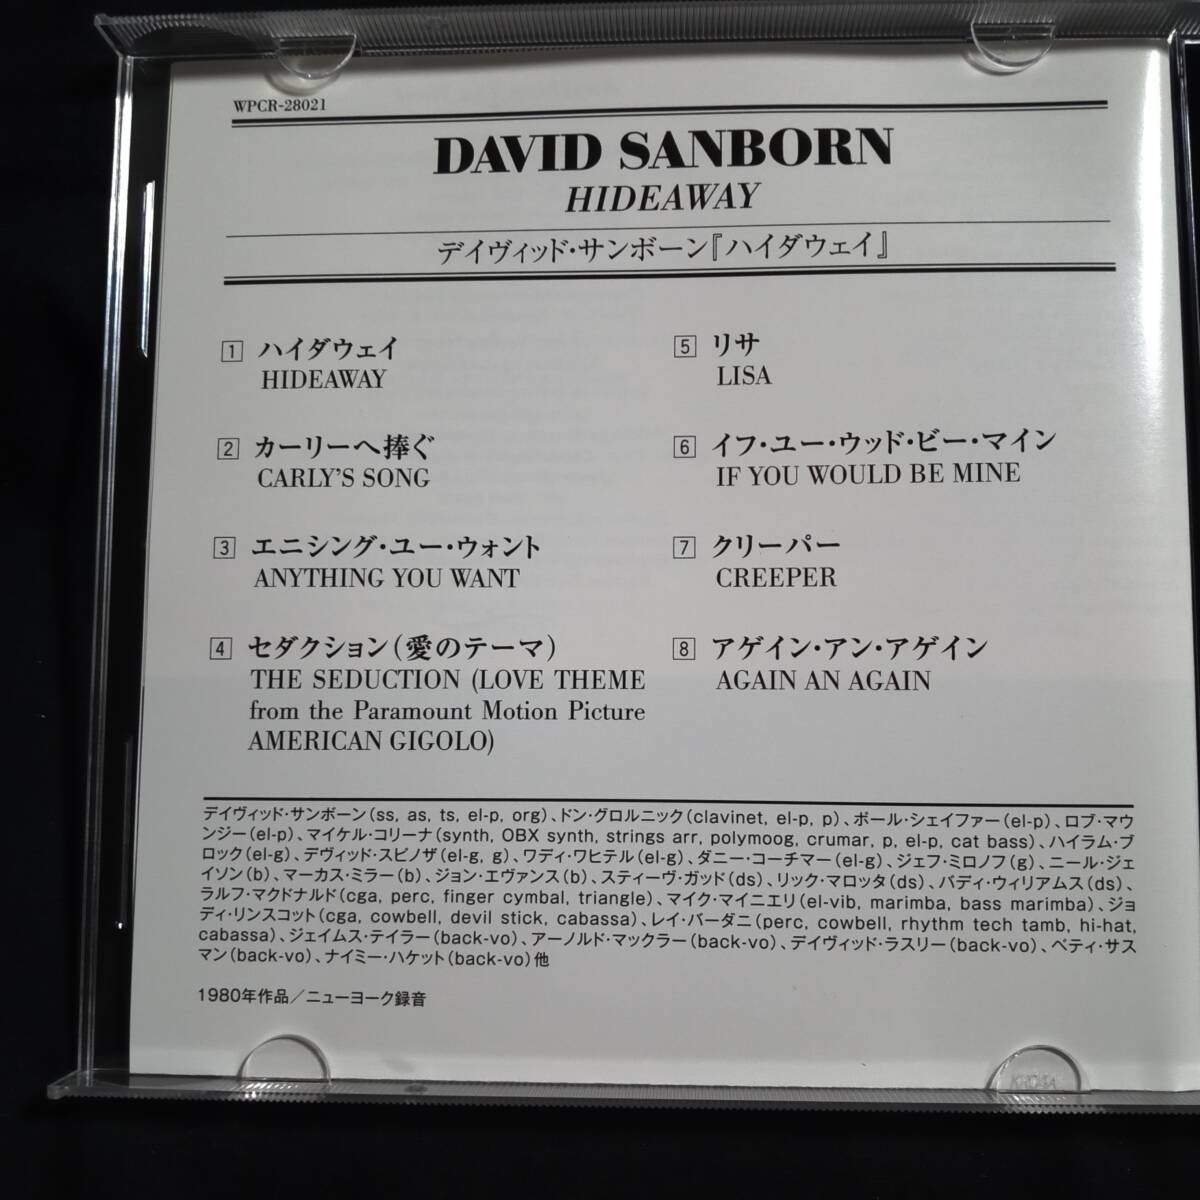 WPCR-28021
DAVID SANBORN
HIDEAWAY
デイヴィッド・サンボーン『ハイダウェイ』
1 ハイダウェイ
HIDEAWAY
2 カーリーへ捧ぐ
CARLY'S SONG
3 エニシング・ユー・ウォント
ANYTHING YOU WANT
4 セダクション(愛のテーマ)
THE SEDUCTION (LOVE THEME
from the Paramount Motion Picture
AMERICAN GIGOLO)
5 リサ
LISA
6 イフ・ユー・ウッド・ビー・マイン
IF YOU WOULD BE MINE
7 クリーパー
CREEPER
8 アゲイン・アン・アゲイン
AGAIN AN AGAIN
デイヴィッド・サンボーン(ss, as, ts, el-p, org)、ドン・グロルニック(clavinet, el-p, p)、ポール・シェイファー(el-p)、ロブ・マウ
ンジー(el-p)、マイケル・コリーナ(synth, OBX synth, strings arr, polymoog, crumar, p, el-p, cat bass)、ハイラム・ブ
ロック(el-g)、デヴィッド・スピノザ(el-g, g)、ワディ・ワヒテル(el-g)、ダニー・コーチマー(el-g)、ジェフ・ミロノフ(g)、ニール・ジェ
イソン(b)、マーカス・ミラー(b)、ジョン・エヴァンス(b)、スティーヴ・ガッド(ds)、リック・マロッタ(ds)、バディ・ウィリアムス(ds)、
ラルフ・マクドナルド(cga, perc, finger cymbal, triangle)、マイク・マイニエリ(el-vib, marimba, bass marimba)、ジョ
ディ・リンスコット(cga, cowbell, devil stick, cabassa)、レイ・バーダニ(perc, cowbell, rhythm tech tamb, hi-hat,
cabassa)、ジェイムス・テイラー(back-vo)、アーノルド・マックラー(back-vo)、デイヴィッド・ラスリー(back-vo)、ベティ・サス
マン(back-vo)、ナイミー・ハケット(back-vo)他
1980年作品/ニューヨーク録音